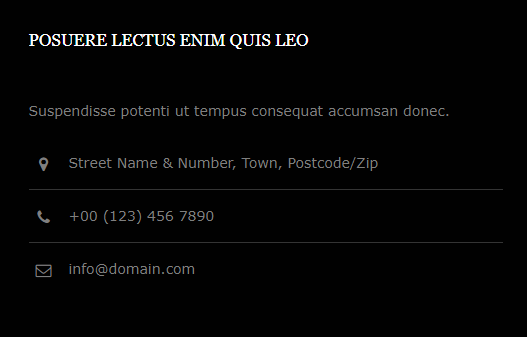 POSUERE LECTUS ENIM QUIS LEO
Suspendisse potenti ut tempus consequat accumsan donec.
Street Name & Number, Town, Postcode/Zip
+00 (123) 456 7890
info@domain.com